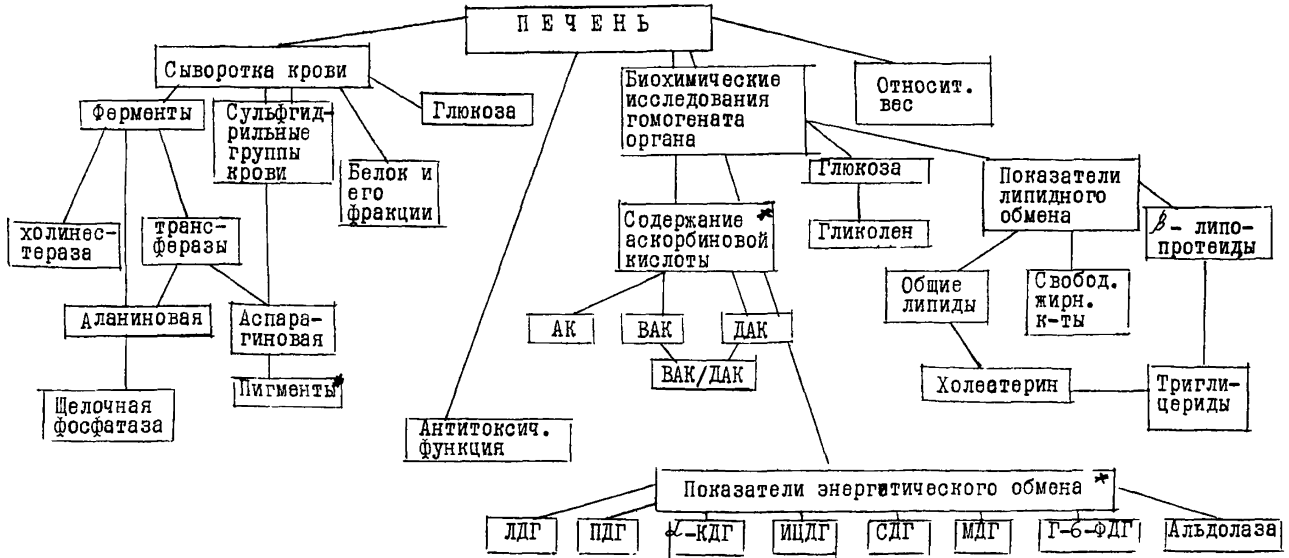 ПЕЧЕНЬ
Сыворотка крови
Ферменты
Сульфгид-
рильные
группы
крови
Глюкоза
Белок и
его
фракции
холинес-
тераза
транс-
феразы
Аланиновая
Аспара-
гиновая
Пигменты*
Щелочная
фосфатаза
Антитоксич.
функция
Биохимические
исследования
гомогената
органа
Относит.
вес
Содержание *
аскорбиновой
кислоты
АК
ВАК
ДАК
ВАК/ДАК
Глюкоза
Гликолен
Показатели
липидного
обмена
β - липо-
протеиды
Общие
липиды
Свобод.
жирн.
к-ты
Холеатерин
Тригли-
цериды
Показатели энергетического обмена *
ЛДГ
ПДГ
α-КДГ
ИЦДГ
СДГ
МДГ
Г-6-ФДГ
Альдолаза